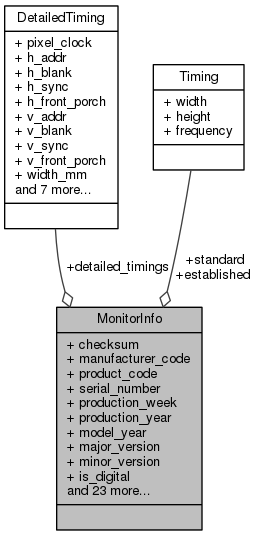 DetailedTiming
+ pixel_clock
+ h_addr
+ h_blank
+ h_sync
+ h_front_porch
+ v_addr
+ v_blank
+ v_sync
+ v_front_porch
+ width_mm
and 7 more...
Timing
+ width
+ height
+ frequency
+detailed_timings
+standard
+established
MonitorInfo
+ checksum
+ manufacturer_code
+ product_code
+ serial_number
+ production_week
+ production_year
+ model_year
+ major_version
+ minor_version
+ is_digital
and 23 more...